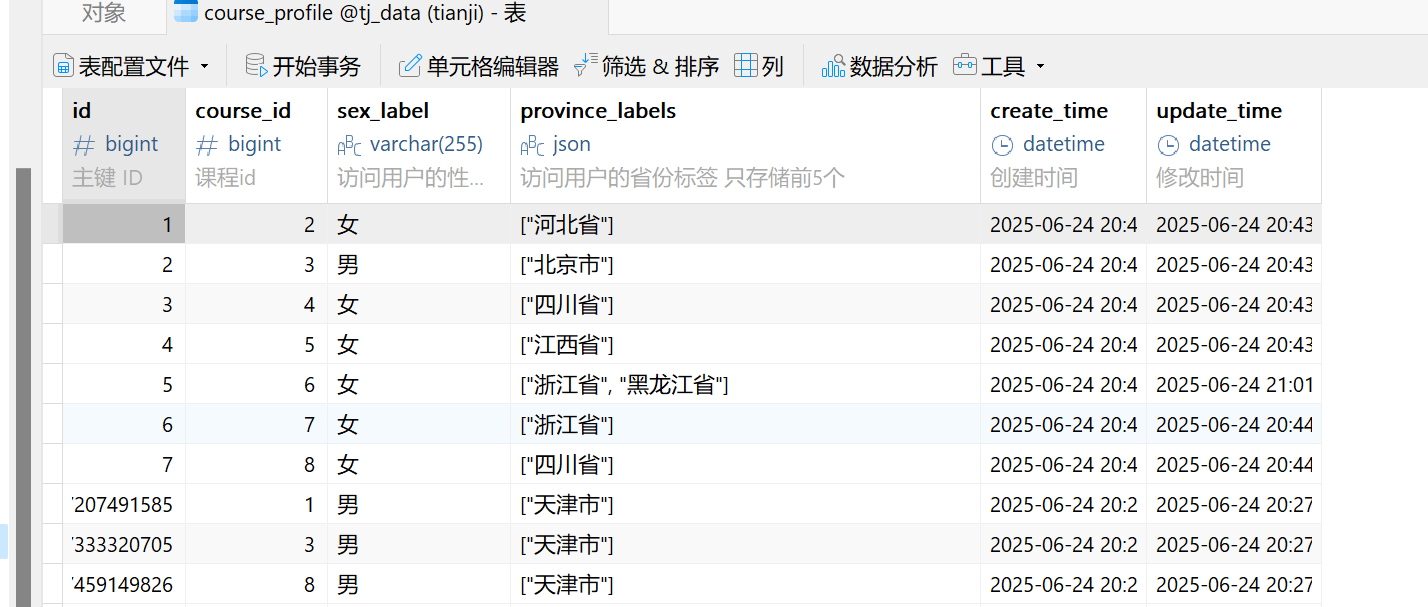 对象 course_profile @tj_data (tianji) - 表
表配置文件 开始事务 单元格编辑器 筛选 & 排序 列 数据分析 工具
id course_id sex_label province_labels create_time update_time
# bigint # bigint ABC varchar(255) ABC json datetime datetime
主键 ID 课程id 访问用户的性... 访问用户的省份标签 只存储前5个 创建时间 修改时间
1 2 女 ["河北省"] 2025-06-24 20:4 2025-06-24 20:43
2 3 男 ["北京市"] 2025-06-24 20:4 2025-06-24 20:43
3 4 女 ["四川省"] 2025-06-24 20:4 2025-06-24 20:43
4 5 女 ["江西省"] 2025-06-24 20:4 2025-06-24 20:43
5 6 女 ["浙江省", "黑龙江省"] 2025-06-24 20:4 2025-06-24 21:01
6 7 女 ["浙江省"] 2025-06-24 20:4 2025-06-24 20:44
7 8 女 ["四川省"] 2025-06-24 20:4 2025-06-24 20:44
207491585 1 男 ["天津市"] 2025-06-24 20:2 2025-06-24 20:27
333320705 3 男 ["天津市"] 2025-06-24 20:2 2025-06-24 20:27
459149826 8 男 ["天津市"] 2025-06-24 20:2 2025-06-24 20:27